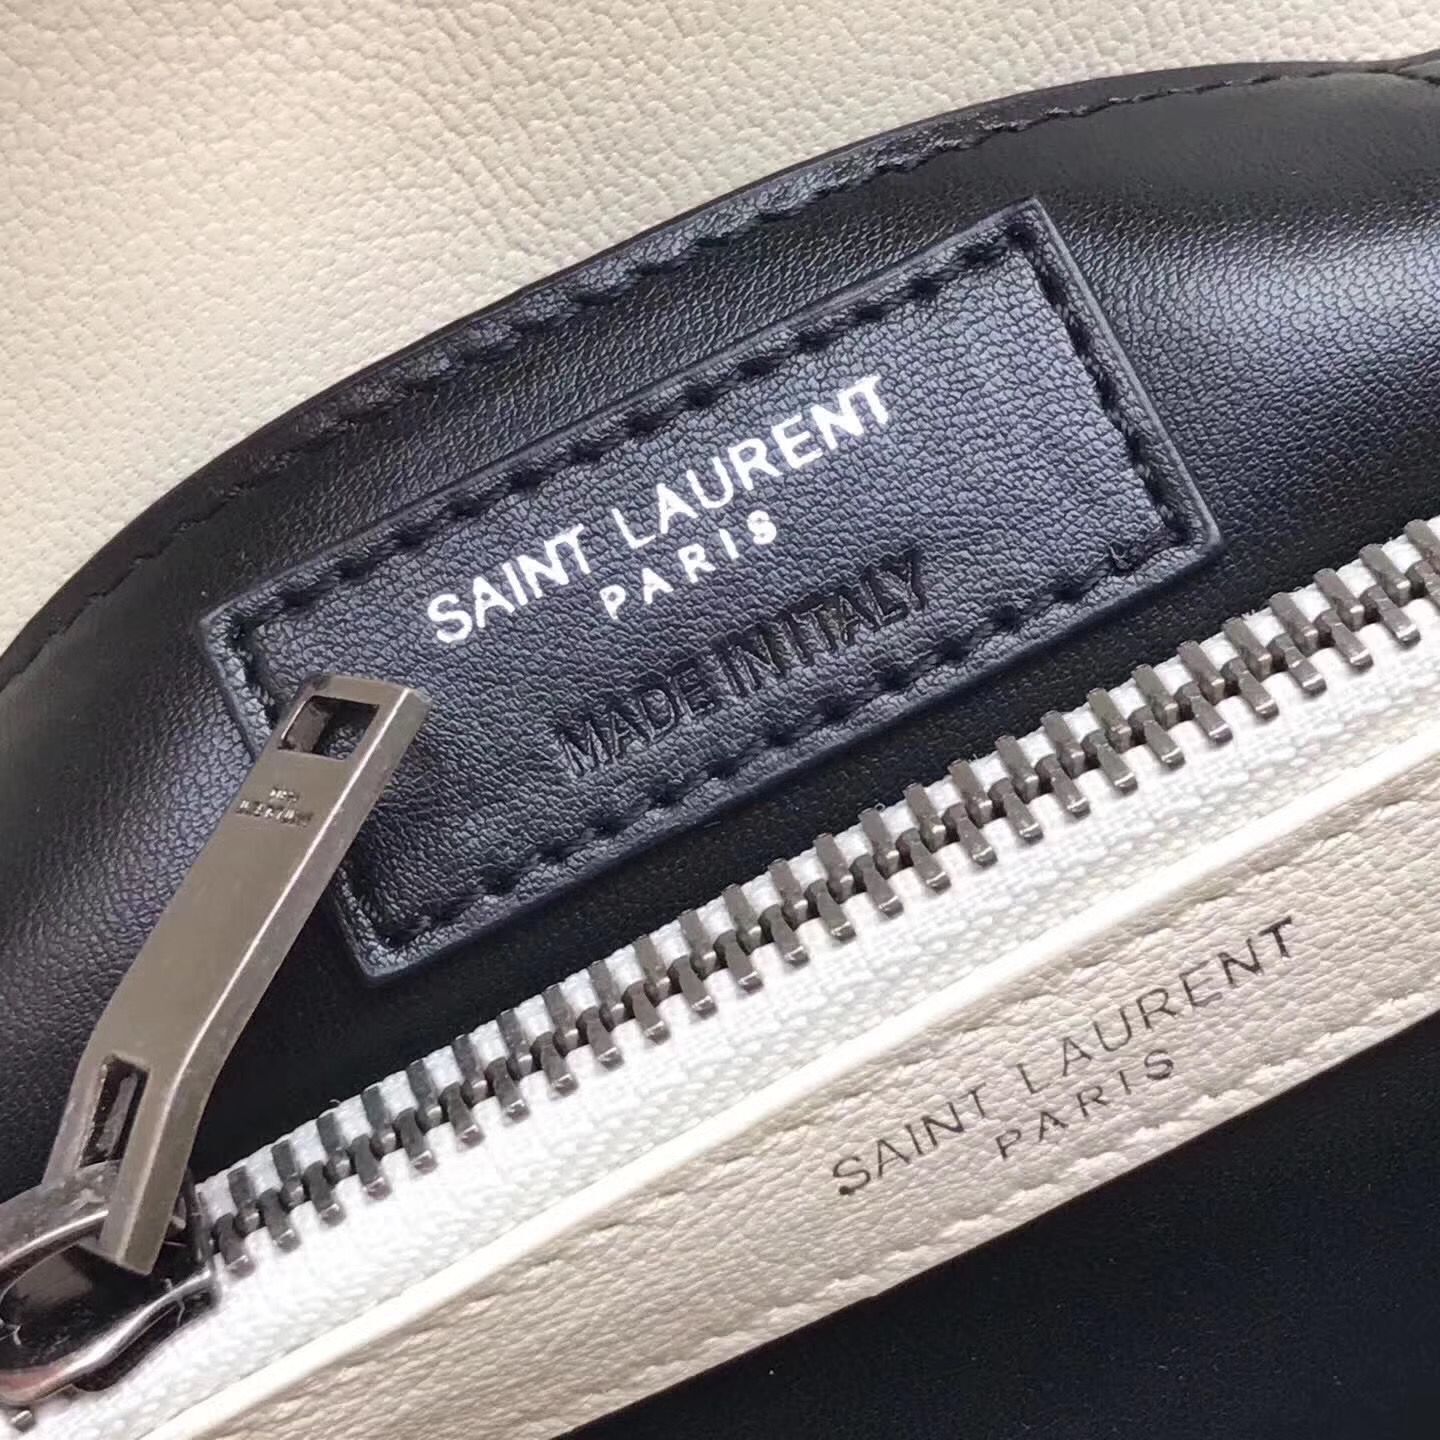 SAINT LAURENT
PARIS
MADE IN ITALY
SAINT LAURENT
PARIS